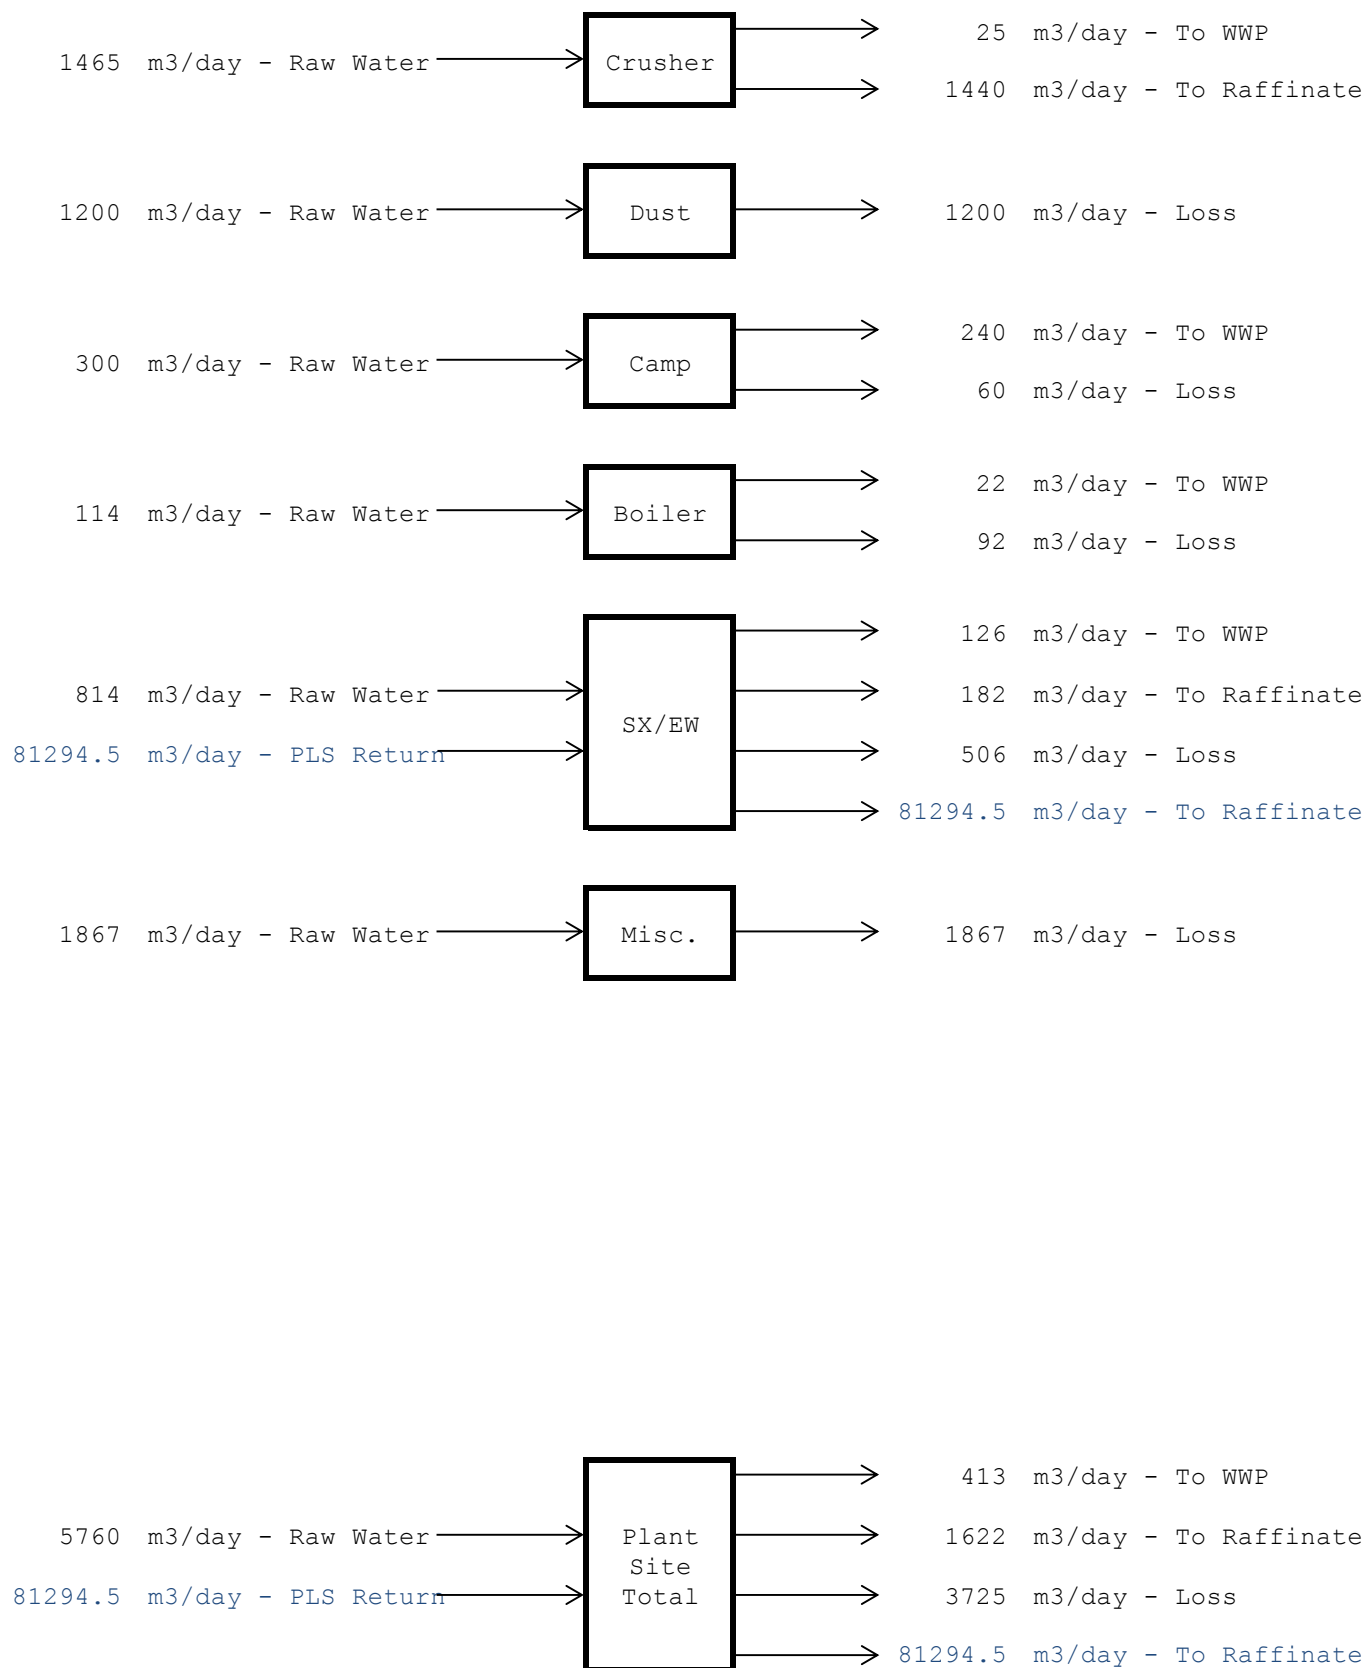 25 m3/day - To WWP
1465 m3/day - Raw Water Crusher
1440 m3/day - To Raffinate
1200 m3/day - Raw Water Dust 1200 m3/day - Loss
240 m3/day - To WWP
300 m3/day - Raw Water Camp
60 m3/day - Loss
22 m3/day - To WWP
114 m3/day - Raw Water Boiler
92 m3/day - Loss
126 m3/day - To WWP
814 m3/day - Raw Water 182 m3/day - To Raffinate
SX/EW
81294.5 m3/day - PLS Return 506 m3/day - Loss
81294.5 m3/day - To Raffinate
1867 m3/day - Raw Water Misc. 1867 m3/day - Loss
413 m3/day - To WWP
5760 m3/day - Raw Water Plant 1622 m3/day - To Raffinate
Site
81294.5 m3/day - PLS Return Total 3725 m3/day - Loss
81294.5 m3/day - To Raffinate